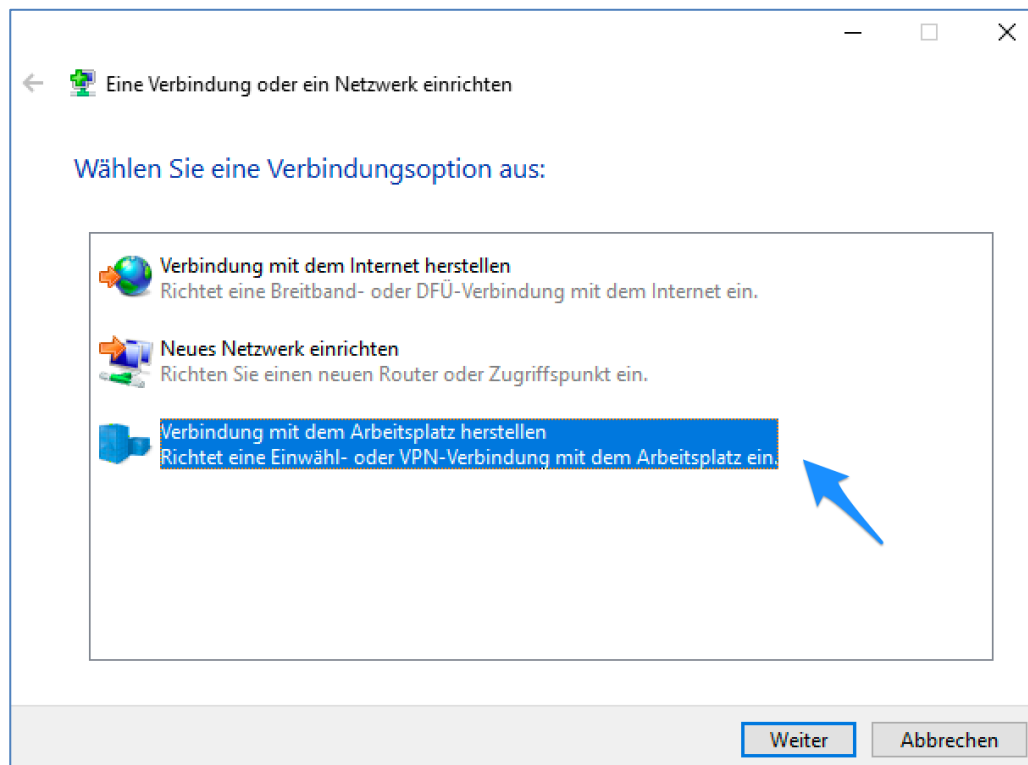 Eine Verbindung oder ein Netzwerk einrichten
Wählen Sie eine Verbindungsoption aus:
Verbindung mit dem Internet herstellen
Richtet eine Breitband- oder DFÜ-Verbindung mit dem Internet ein.
Neues Netzwerk einrichten
Richten Sie einen neuen Router oder Zugriffspunkt ein.
Verbindung mit dem Arbeitsplatz herstellen
Richtet eine Einwähl- oder VPN-Verbindung mit dem Arbeitsplatz ein.
Weiter Abbrechen